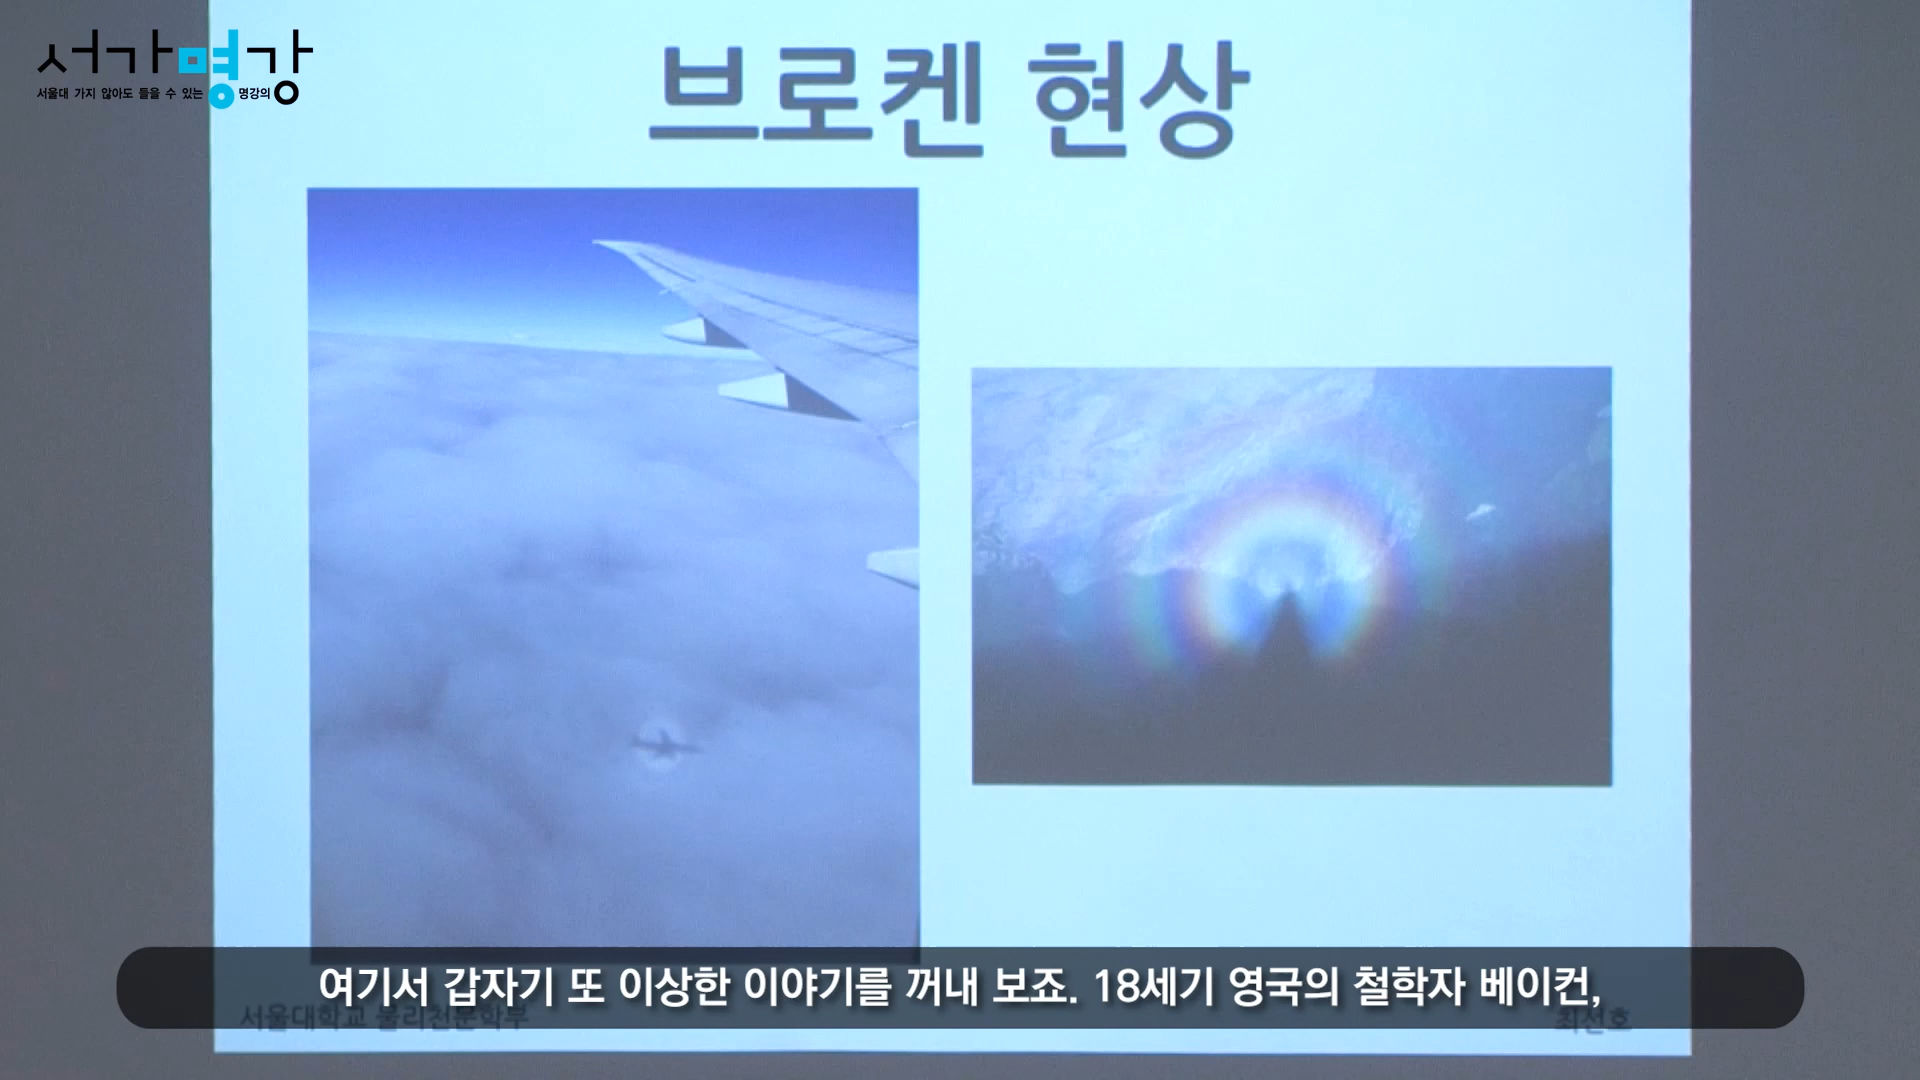 서가명강
서울대 가지 않아도 들을 수 있는 명강의
브로켄 현상
여기서 갑자기 또 이상한 이야기를 꺼내 보죠. 18세기 영국의 철학자 베이컨,
서울대학교 물리천문학부
최선호